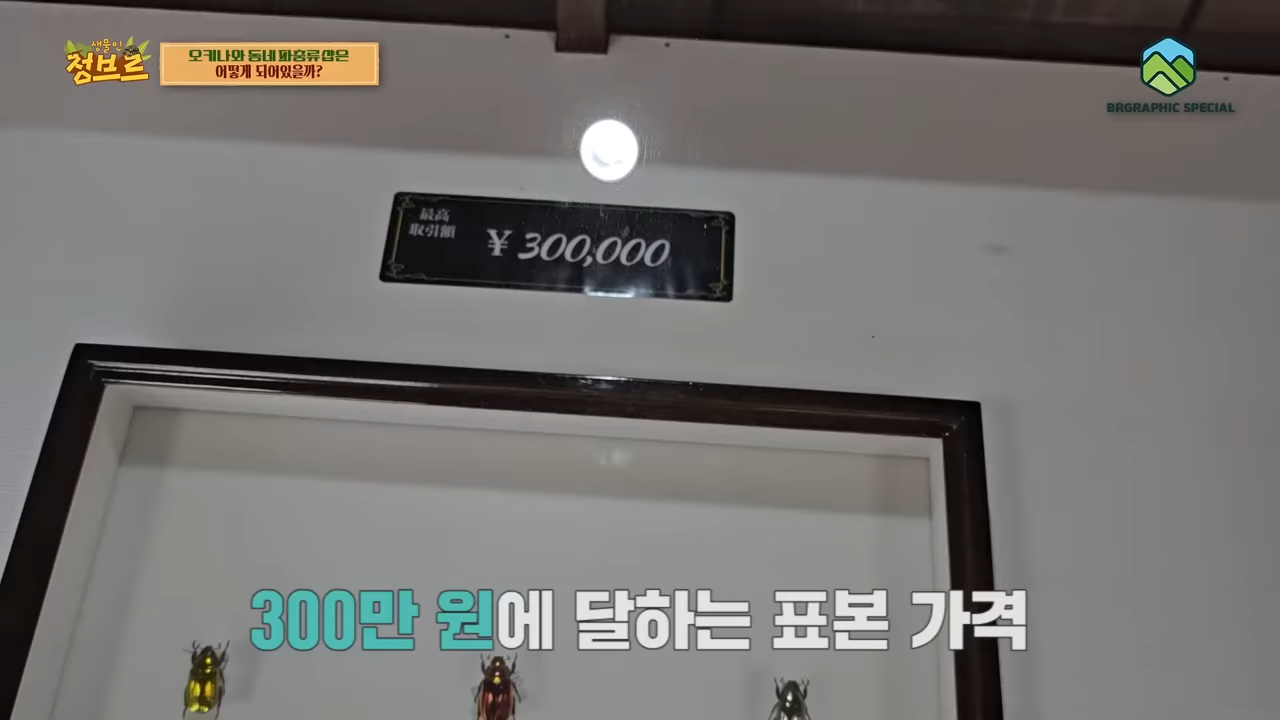 생물인
정브르
오키나와 동네 파충류샵은
어떻게 되어있을까?
BRGRAPHIC SPECIAL
最高
取引額
¥ 300,000
300만 원에 달하는 표본 가격